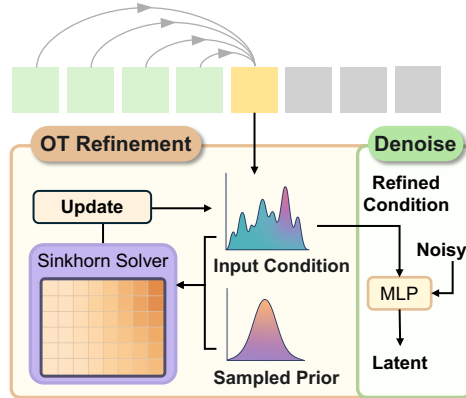 OT Refinement
Denoise
Refined
Condition
Update
Noisy
Sinkhorn Solver
Input Condition
MLP
Sampled Prior
Latent